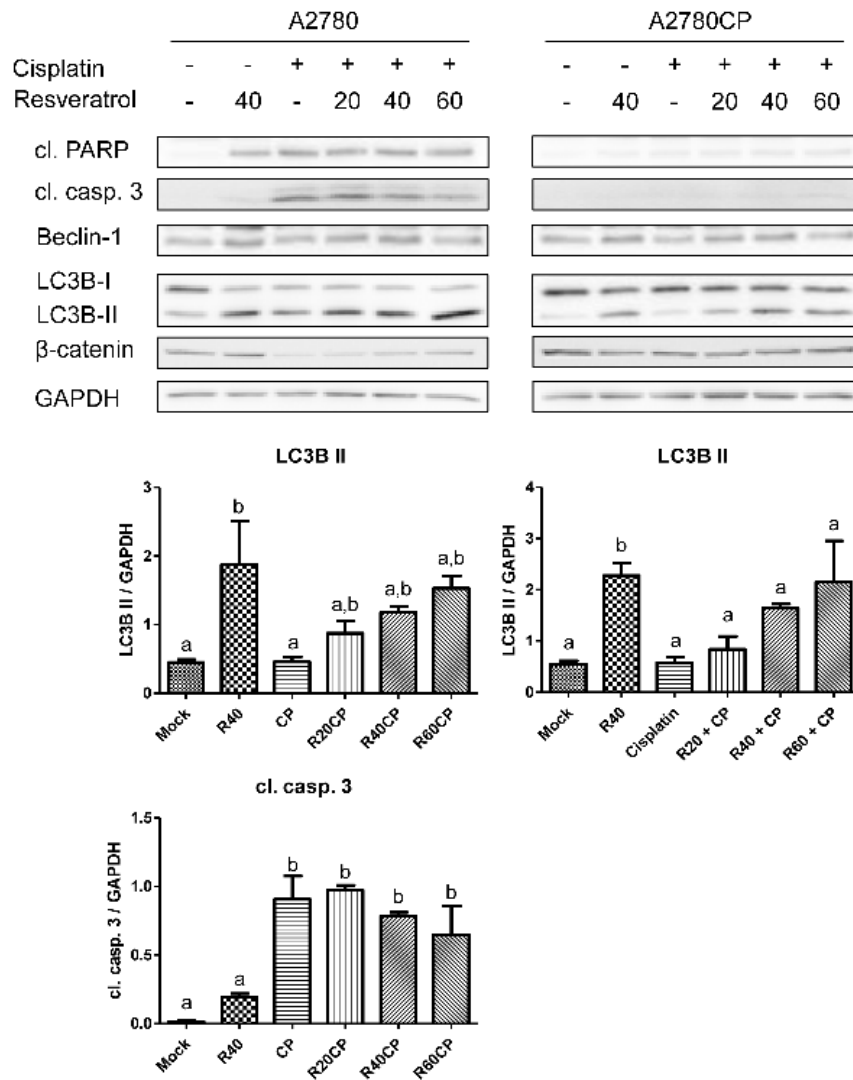 A2780 A2780CP
Cisplatin - - + + + + - - + + + +
Resveratrol - 40 - 20 40 60 - 40 - 20 40 60
cl. PARP
cl. casp. 3
Beclin-1
LC3B-I
LC3B-II
β-catenin
GAPDH
LC3B II
LC3B II / GAPDH
3
2
1
0
a b a a,b a,b a,b
Mock R40 CP R20CP R40CP R60CP
LC3B II
LC3B II / GAPDH
4
3
2
1
0
a b a a a a
Mock R40 Cisplatin R20 + CP R40 + CP R60 + CP
cl. casp. 3
cl. casp. 3 / GAPDH
1.5
1.0
0.5
0.0
a a b b b b
Mock R40 CP R20CP R40CP R60CP